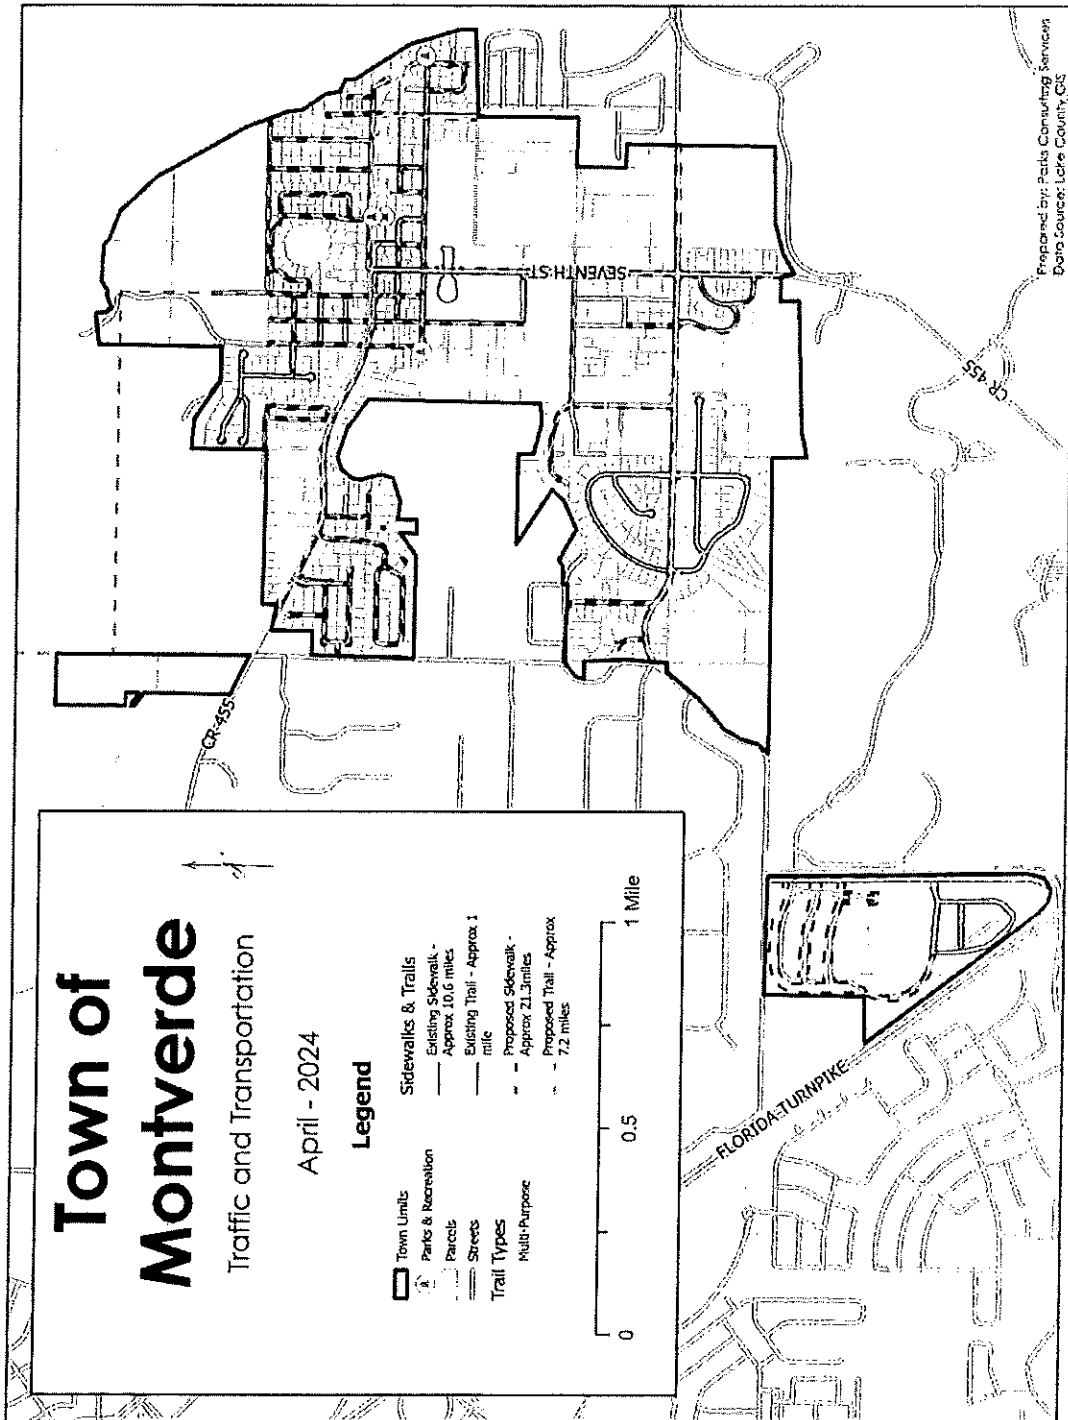 Town of
Montverde
Traffic and Transportation
April - 2024
Legend
Town Limits
Parks & Recreation
Parcels
Streets
Trail Types
Multi-Purpose
Sidewalks & Trails
Existing Sidewalk -
Approx 10.6 miles
Existing Trail - Approx 1
mile
Proposed Sidewalk -
Approx 21.3miles
Proposed Trail - Approx
7.2 miles
0
0.5
1 Mile
CR-455
SEVENTH ST
CR-455
FLORIDA-TURNPIKE
Prepared by: Parks Consulting Services
Data Source: Lake County GIS